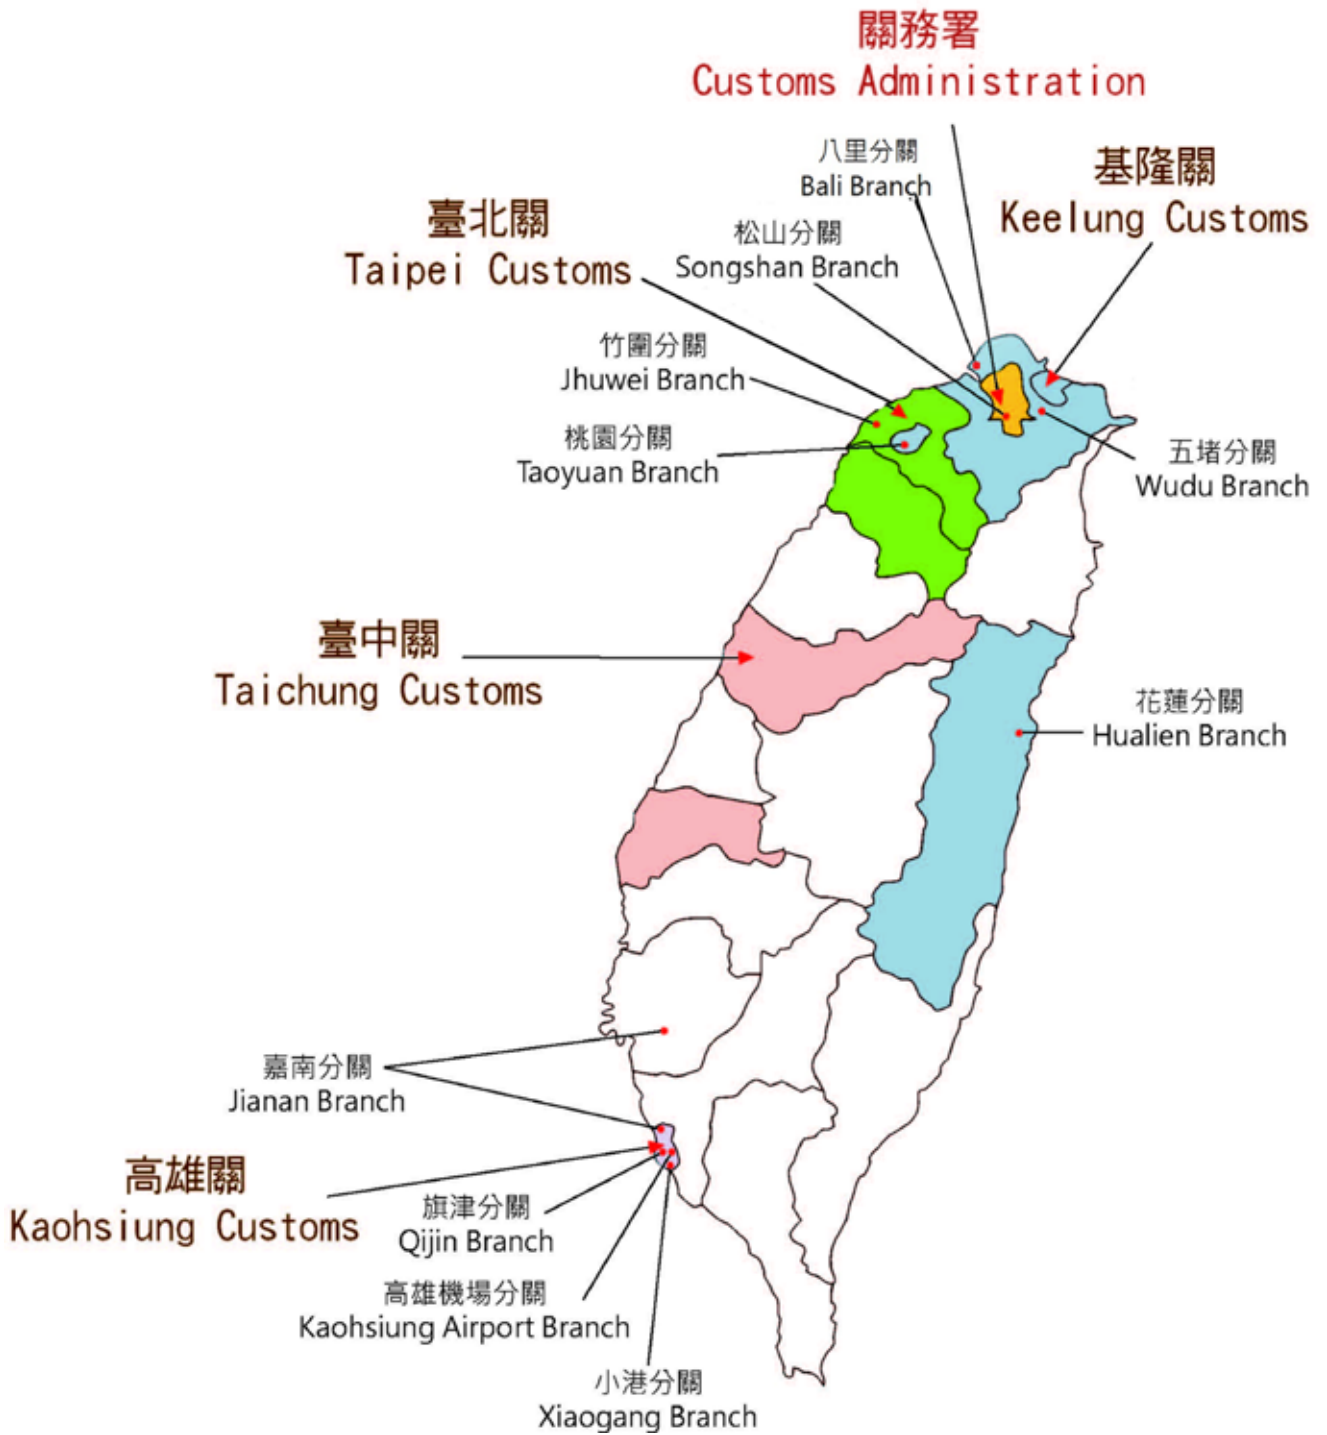 關務署
Customs Administration
八里分關
Bali Branch
基隆關
Keelung Customs
臺北關
Taipei Customs
松山分關
Songshan Branch
竹圍分關
Jhuwei Branch
桃園分關
Taoyuan Branch
五堵分關
Wudu Branch
臺中關
Taichung Customs
花蓮分關
Hualien Branch
嘉南分關
Jianan Branch
高雄關
Kaohsiung Customs
旗津分關
Qijin Branch
高雄機場分關
Kaohsiung Airport Branch
小港分關
Xiaogang Branch